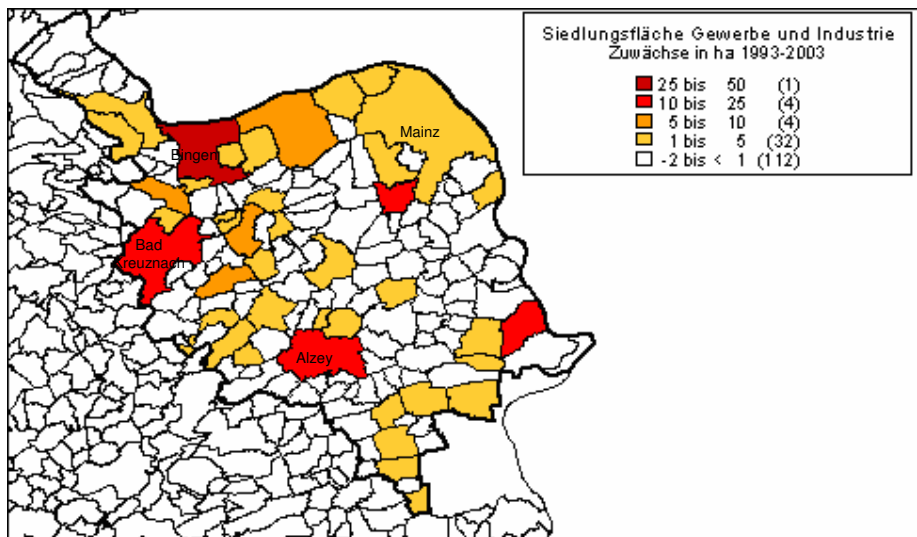 Siedlungsfläche Gewerbe und Industrie
Zuwächse in ha 1993-2003
25 bis 50 (1)
10 bis 25 (4)
5 bis 10 (4)
1 bis 5 (32)
-2 bis < 1 (112)
Mainz
Bingen
Bad
Kreuznach
Alzey